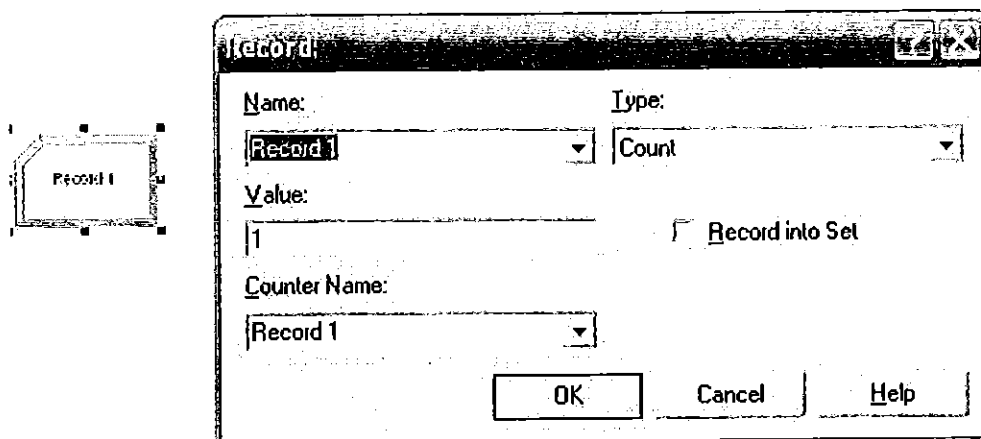 Record
Name:
Type:
Record 1
Count
Record 1
Value:
1
Record into Set
Counter Name:
Record 1
OK
Cancel
Help